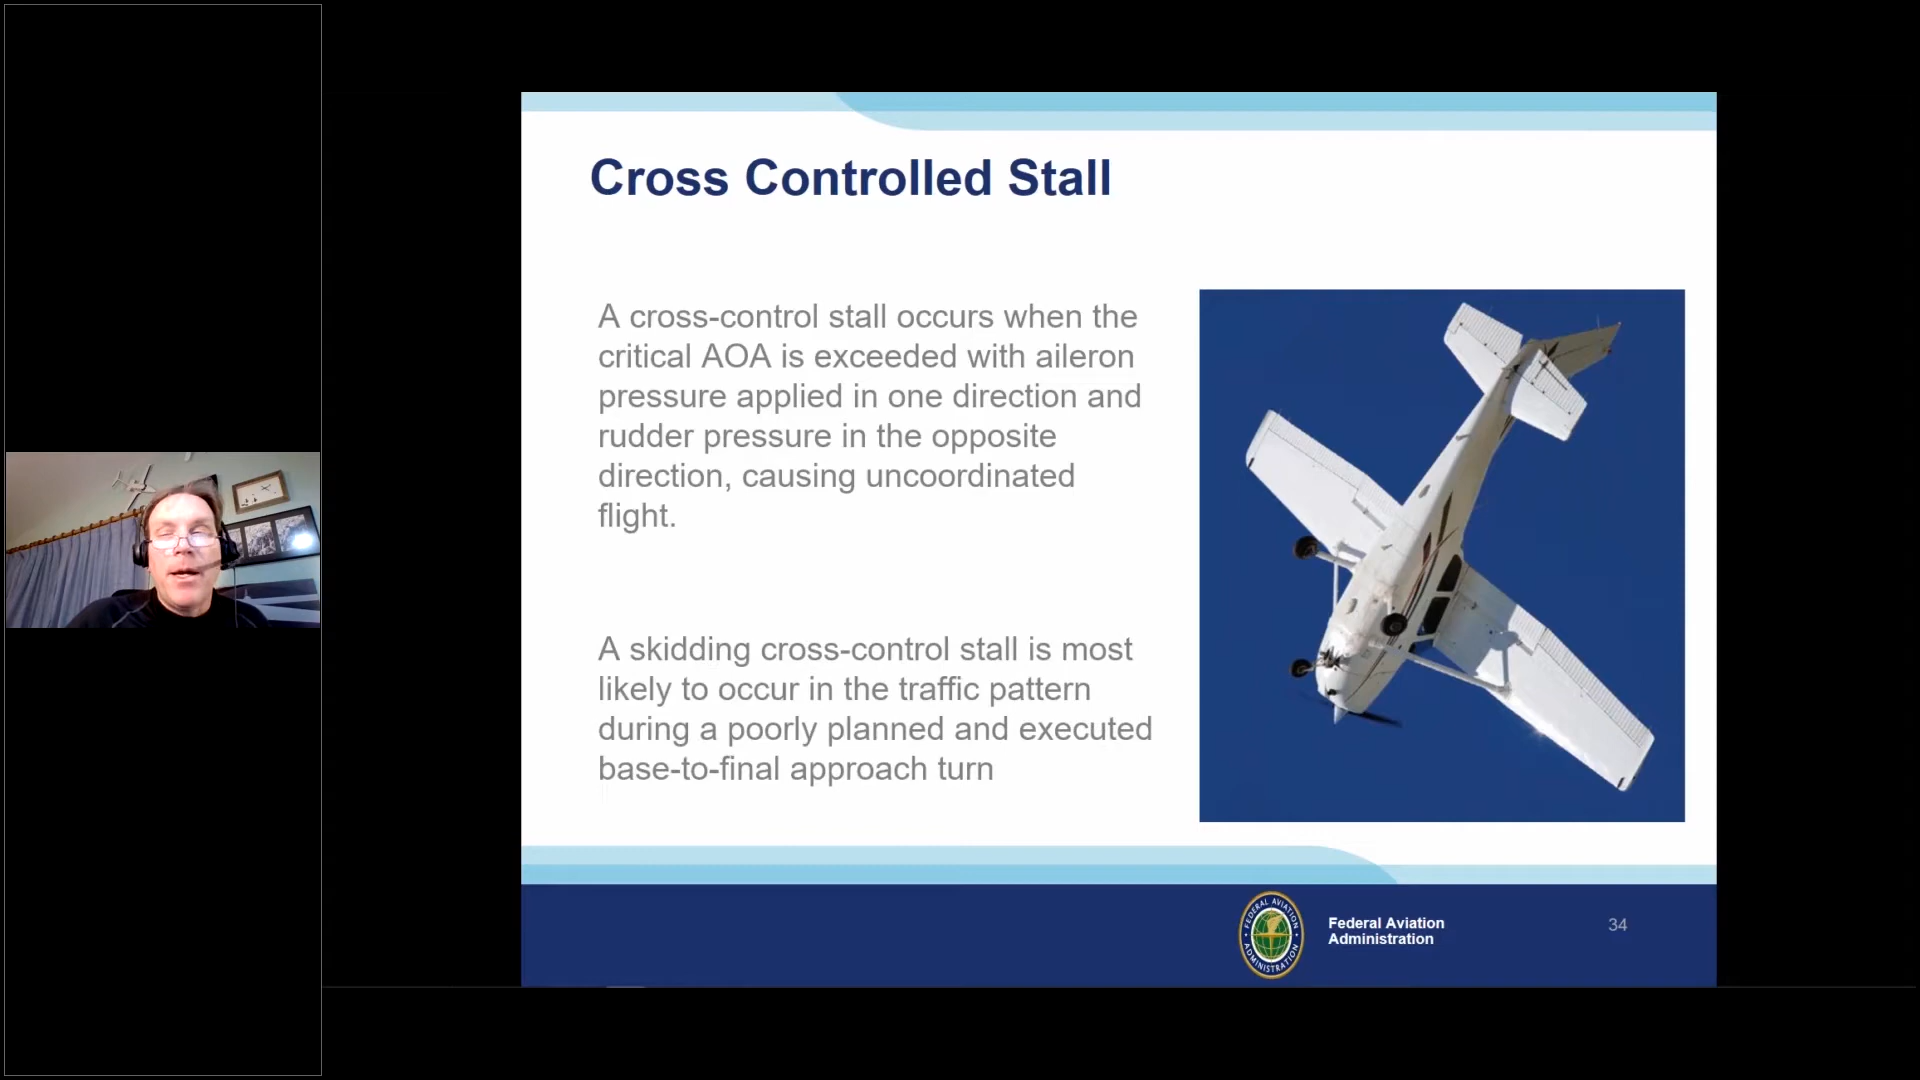 Cross Controlled Stall
A cross-control stall occurs when the
critical AOA is exceeded with aileron
pressure applied in one direction and
rudder pressure in the opposite
direction, causing uncoordinated
flight.
A skidding cross-control stall is most
likely to occur in the traffic pattern
during a poorly planned and executed
base-to-final approach turn
FEDERAL AVIATION
ADMINISTRATION
Federal Aviation
Administration
34